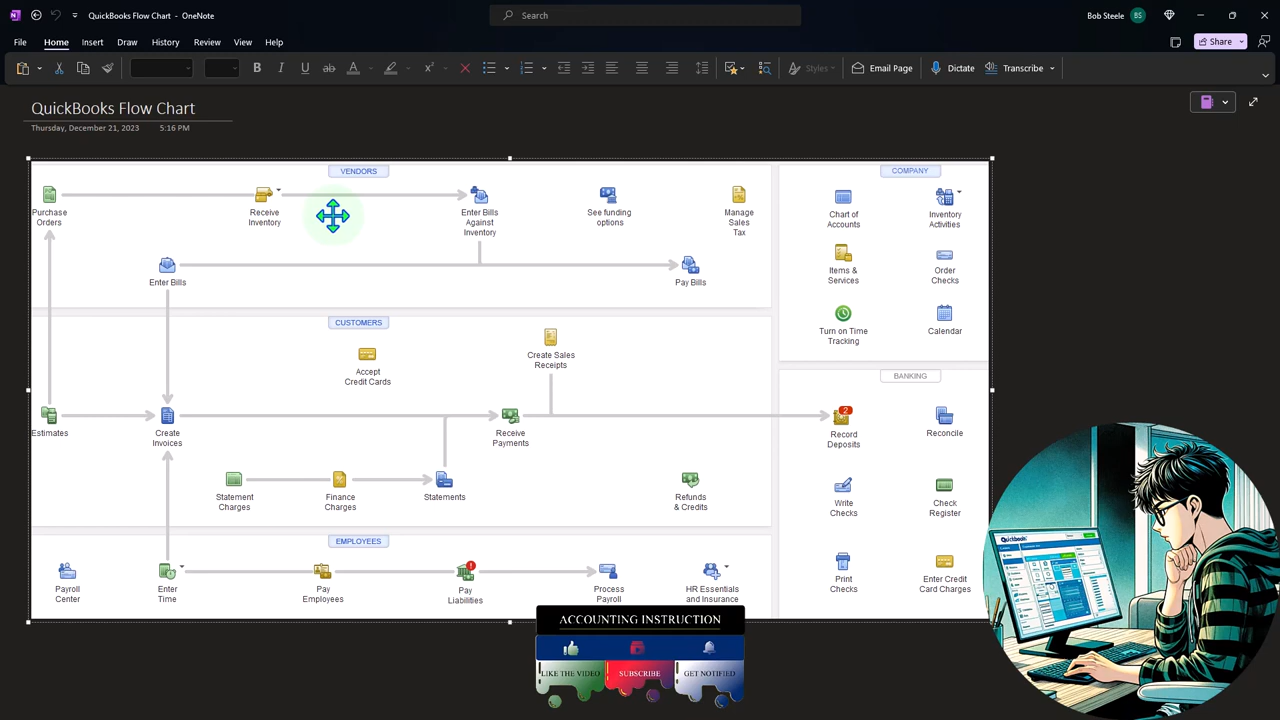 QuickBooks Flow Chart - OneNote
Search
Bob Steele
BS
File
Home
Insert
Draw
History
Review
View
Help
Share
B
I
U
ab
A
Styles
Email Page
Dictate
Transcribe
QuickBooks Flow Chart
Thursday, December 21, 2023
5:16 PM
VENDORS
Purchase
Orders
Receive
Inventory
Enter Bills
Against
Inventory
See funding
options
Manage
Sales
Tax
Enter Bills
Pay Bills
CUSTOMERS
Accept
Credit Cards
Create Sales
Receipts
Estimates
Create
Invoices
Receive
Payments
Statement
Charges
Finance
Charges
Statements
Refunds
& Credits
EMPLOYEES
Payroll
Center
Enter
Time
Pay
Employees
Pay
Liabilities
Process
Payroll
HR Essentials
and Insurance
COMPANY
Chart of
Accounts
Inventory
Activities
Items &
Services
Order
Checks
Turn on Time
Tracking
Calendar
BANKING
2
Record
Deposits
Reconcile
Write
Checks
Check
Register
Print
Checks
Enter Credit
Card Charges
ACCOUNTING INSTRUCTION
LIKE THE VIDEO
SUBSCRIBE
GET NOTIFIED